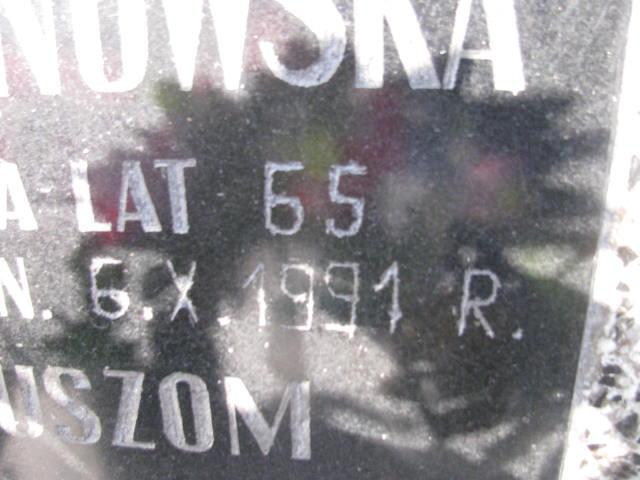 NOWSKA
A LAT 65
N. 6.X.1991 R.
USZOM